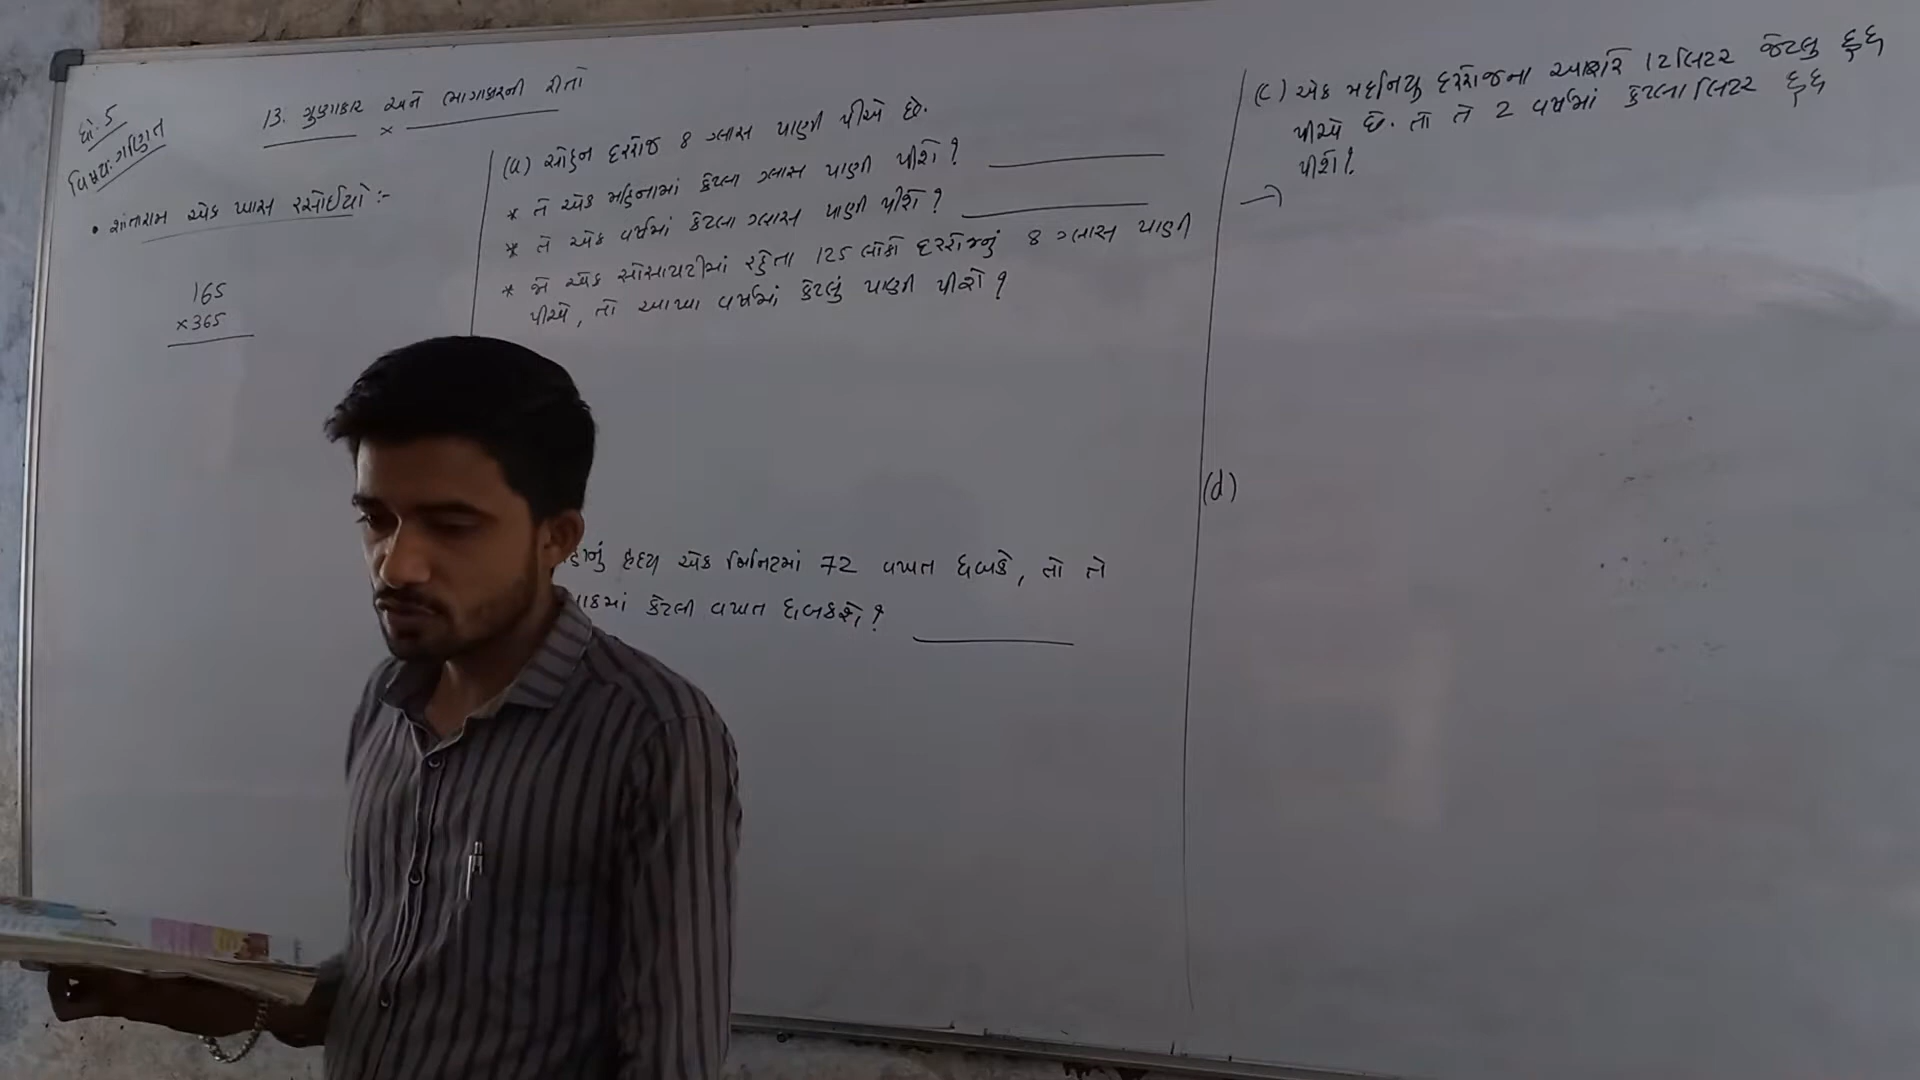 ધો. 5
વિષય: ગણિત
13. ગુણાકાર અને ભાગાકારની રીતો
×
• શાંતારામ એક ખાસ રસોઈયો :-
165
×365
(a) સોહન દરરોજ 8 ગ્લાસ પાણી પીએ છે.
* તે એક મહિનામાં કેટલા ગ્લાસ પાણી પીશે ?
* તે એક વર્ષમાં કેટલા ગ્લાસ પાણી પીશે ?
* જો એક સોસાયટીમાં રહેતા 125 લોકો દરરોજનું 8 ગ્લાસ પાણી
પીએ, તો આખા વર્ષમાં કેટલું પાણી પીશે ?
હૃદય એક મિનિટમાં 72 વખત ધબકે, તો તે
કેટલી વખત ધબકશે ?
(c) એક મદનિયુ દરરોજના આશરે 12 લિટર જેટલુ દૂધ
પીએ છે. તો તે 2 વર્ષમાં કેટલા લિટર દૂધ
પીશે ?
→
(d)